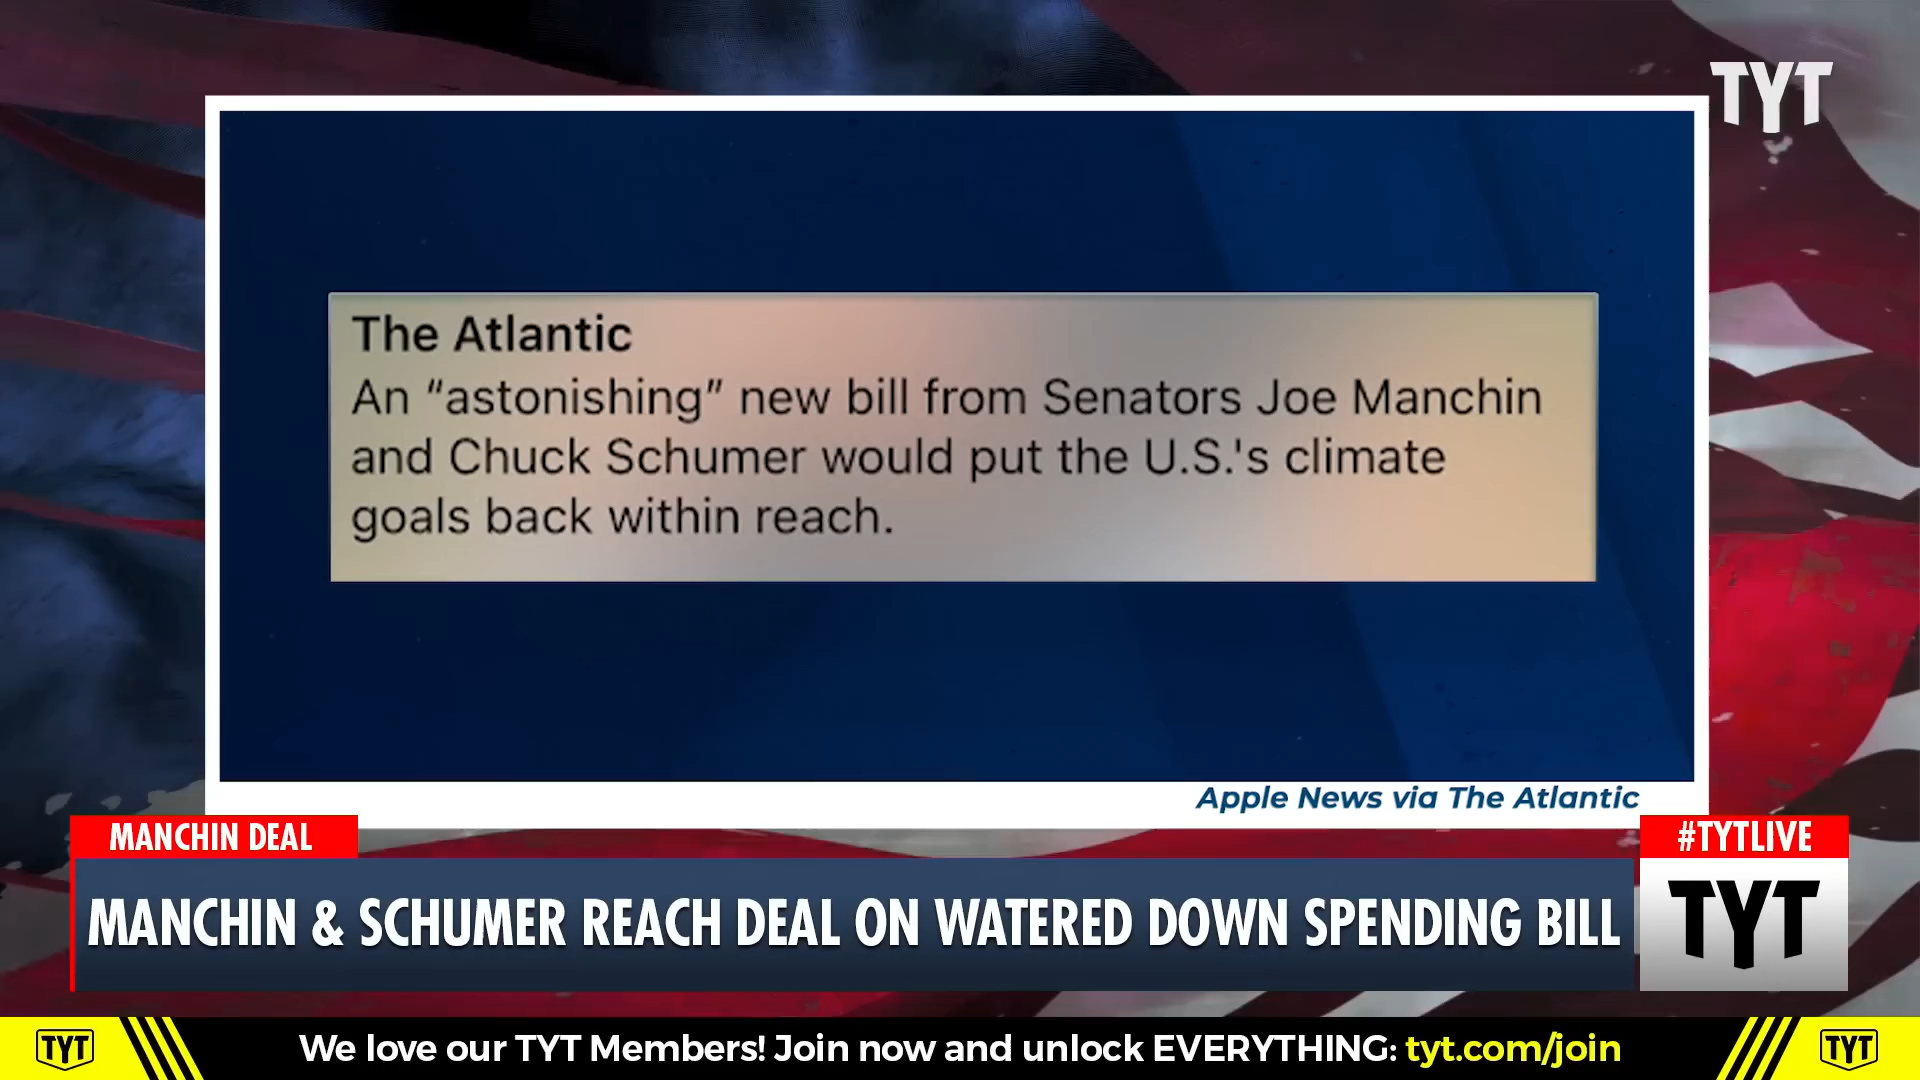 TYT
The Atlantic
An “astonishing” new bill from Senators Joe Manchin
and Chuck Schumer would put the U.S.'s climate
goals back within reach.
Apple News via The Atlantic
MANCHIN DEAL
#TYTLIVE
MANCHIN & SCHUMER REACH DEAL ON WATERED DOWN SPENDING BILL
TYT
TYT
We love our TYT Members! Join now and unlock EVERYTHING: tyt.com/join
TYT